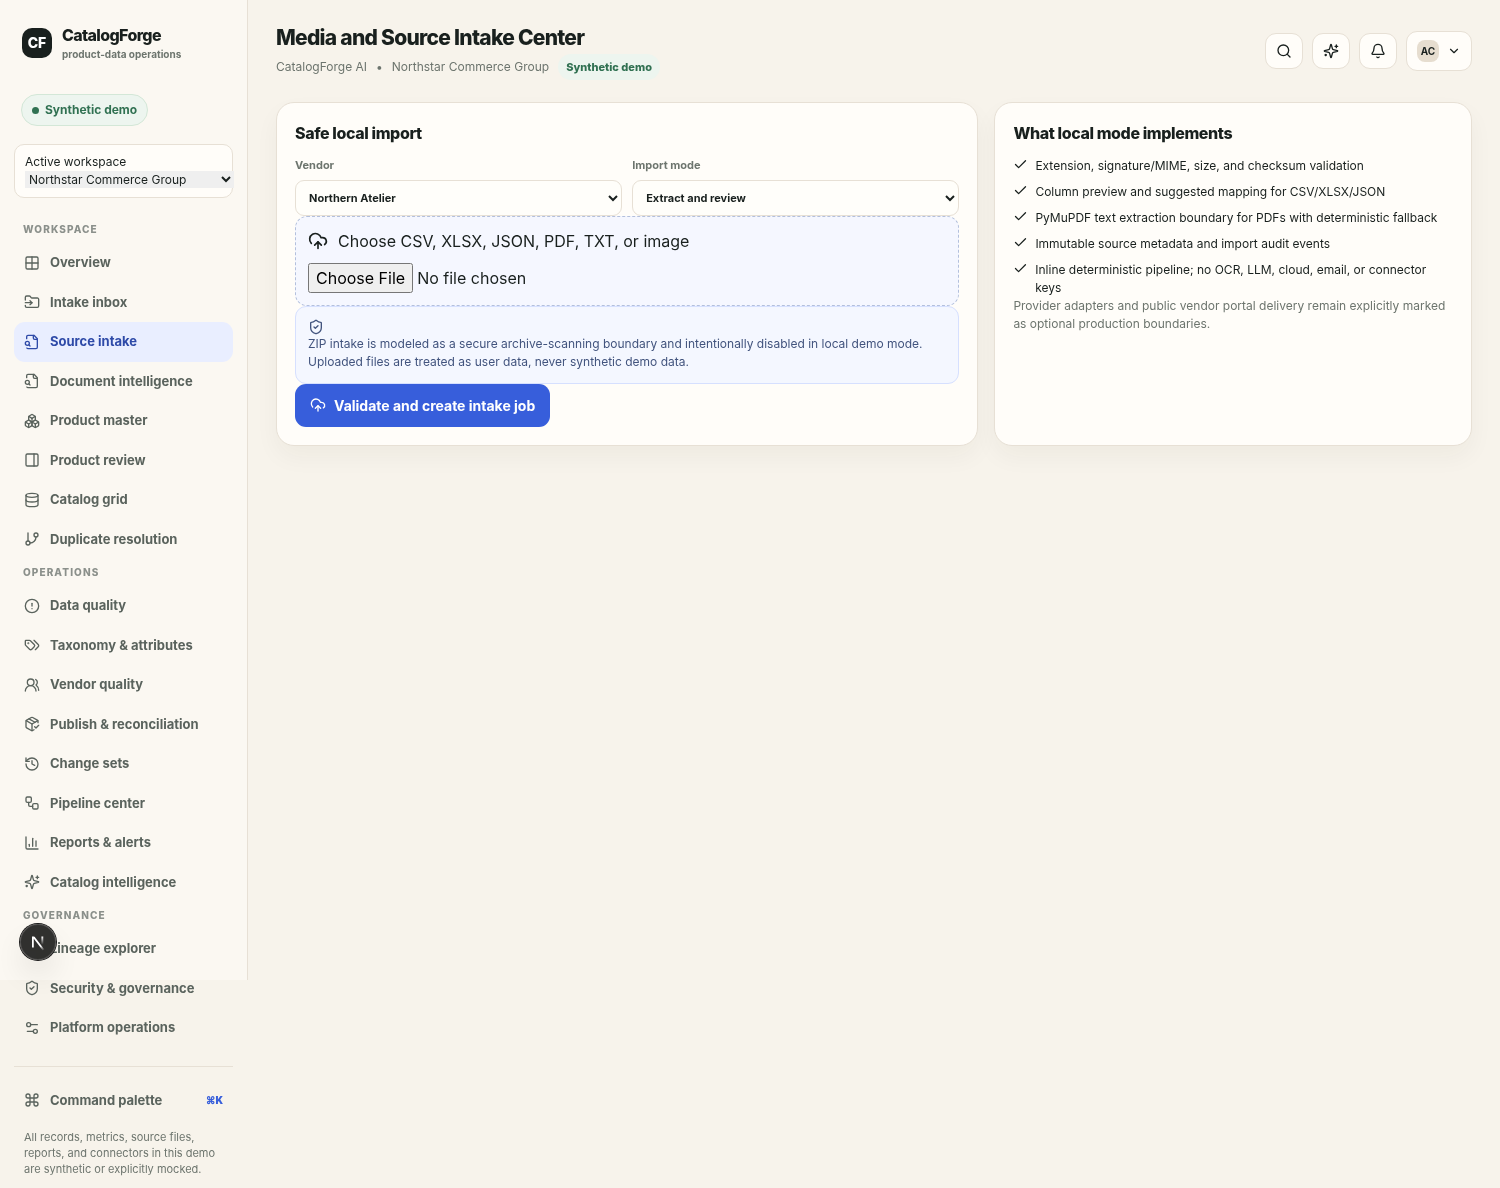 CF
CatalogForge
product-data operations
Synthetic demo
Active workspace
Northstar Commerce Group
WORKSPACE
Overview
Intake inbox
Source intake
Document intelligence
Product master
Product review
Catalog grid
Duplicate resolution
OPERATIONS
Data quality
Taxonomy & attributes
Vendor quality
Publish & reconciliation
Change sets
Pipeline center
Reports & alerts
Catalog intelligence
GOVERNANCE
N
Lineage explorer
Security & governance
Platform operations
Command palette ⌘K
All records, metrics, source files,
reports, and connectors in this demo
are synthetic or explicitly mocked.
Media and Source Intake Center
CatalogForge AI • Northstar Commerce Group Synthetic demo
AC
Safe local import
Vendor Import mode
Northern Atelier Extract and review
Choose CSV, XLSX, JSON, PDF, TXT, or image
Choose File No file chosen
ZIP intake is modeled as a secure archive-scanning boundary and intentionally disabled in local demo mode.
Uploaded files are treated as user data, never synthetic demo data.
Validate and create intake job
What local mode implements
Extension, signature/MIME, size, and checksum validation
Column preview and suggested mapping for CSV/XLSX/JSON
PyMuPDF text extraction boundary for PDFs with deterministic fallback
Immutable source metadata and import audit events
Inline deterministic pipeline; no OCR, LLM, cloud, email, or connector
keys
Provider adapters and public vendor portal delivery remain explicitly marked
as optional production boundaries.